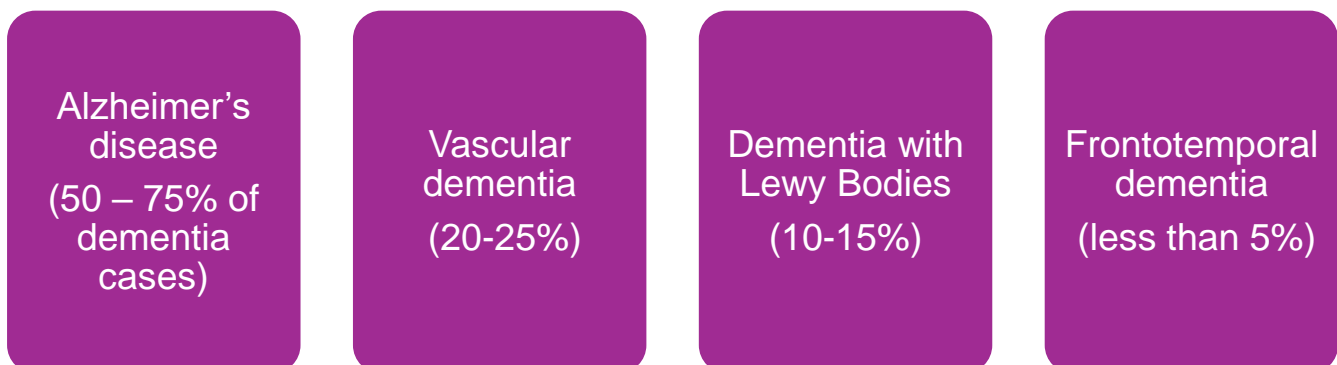 Alzheimer’s
disease
(50 – 75% of
dementia
cases)
Vascular
dementia
(20-25%)
Dementia with
Lewy Bodies
(10-15%)
Frontotemporal
dementia
(less than 5%)